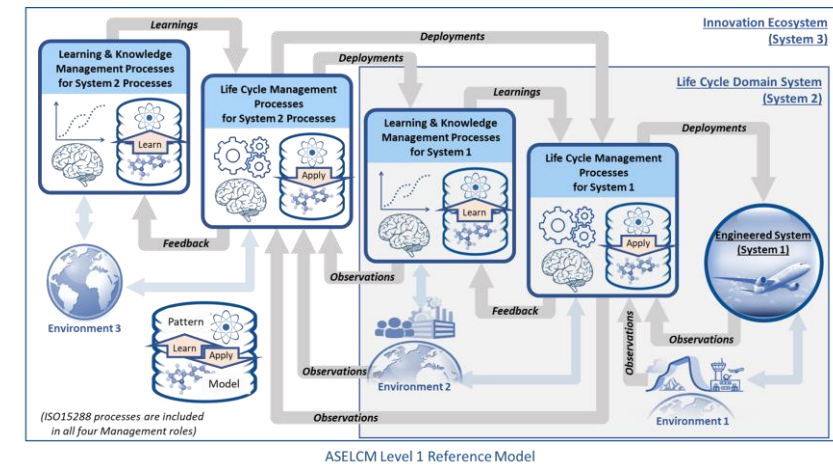 Learnings
Innovation Ecosystem
(System 3)
Deployments
Learning & Knowledge
Management Processes
for System 2 Processes
Learn
Deployments
Life Cycle Management
Processes
for System 2 Processes
Apply
Life Cycle Domain System
(System 2)
Learnings
Deployments
Learning & Knowledge
Management Processes
for System 1
Learn
Life Cycle Management
Processes
for System 1
Apply
Engineered System
(System 1)
Feedback
Observations
Feedback
Observations
Observations
Environment 3
Pattern
Learn
Apply
Model
Observations
Environment 2
Environment 1
Observations
(ISO15288 processes are included
in all four Management roles)
ASELCM Level 1 Reference Model